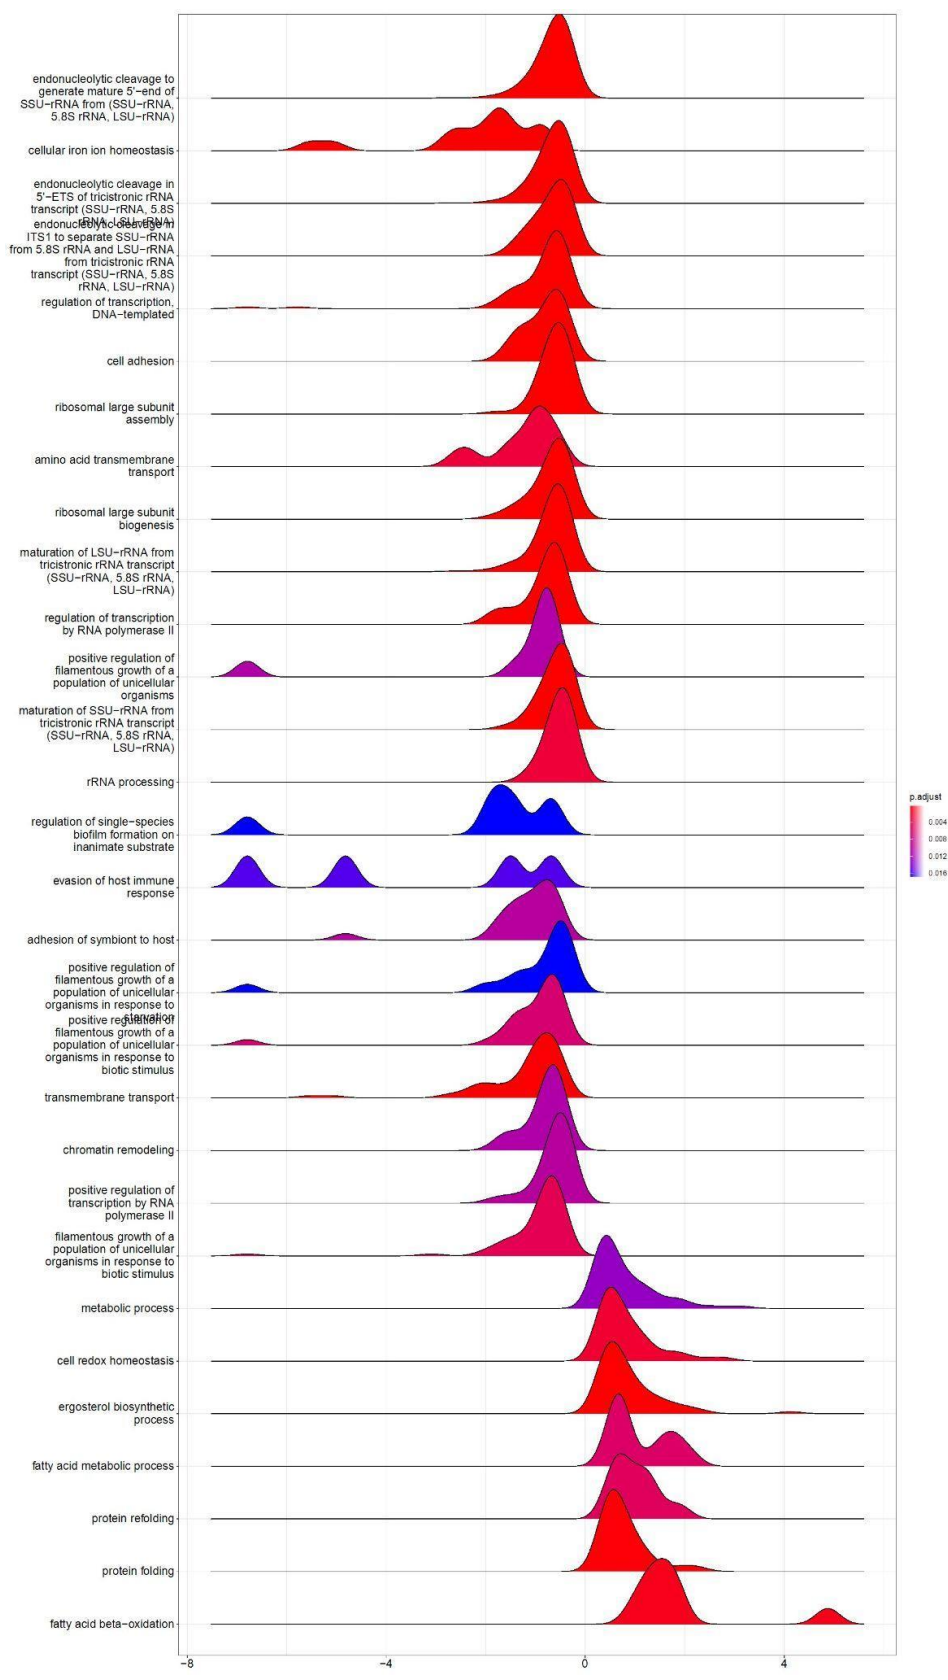 endonucleolytic cleavage to
generate mature 5'−end of
SSU−rRNA from (SSU−rRNA,
5.8S rRNA, LSU−rRNA)
cellular iron ion homeostasis
endonucleolytic cleavage in
5'−ETS of tricistronic rRNA
transcript (SSU−rRNA, 5.8S
rRNA, LSU−rRNA)
endonucleolytic cleavage in
ITS1 to separate SSU−rRNA
from 5.8S rRNA and LSU−rRNA
from tricistronic rRNA
transcript (SSU−rRNA, 5.8S
rRNA, LSU−rRNA)
regulation of transcription,
DNA−templated
cell adhesion
ribosomal large subunit
assembly
amino acid transmembrane
transport
ribosomal large subunit
biogenesis
maturation of LSU−rRNA from
tricistronic rRNA transcript
(SSU−rRNA, 5.8S rRNA,
LSU−rRNA)
regulation of transcription
by RNA polymerase II
positive regulation of
filamentous growth of a
population of unicellular
organisms
maturation of SSU−rRNA from
tricistronic rRNA transcript
(SSU−rRNA, 5.8S rRNA,
LSU−rRNA)
rRNA processing
regulation of single−species
biofilm formation on
inanimate substrate
evasion of host immune
response
adhesion of symbiont to host
positive regulation of
filamentous growth of a
population of unicellular
organisms in response to
starvation
positive regulation of
filamentous growth of a
population of unicellular
organisms in response to
biotic stimulus
transmembrane transport
chromatin remodeling
positive regulation of
transcription by RNA
polymerase II
filamentous growth of a
population of unicellular
organisms in response to
biotic stimulus
metabolic process
cell redox homeostasis
ergosterol biosynthetic
process
fatty acid metabolic process
protein refolding
protein folding
fatty acid beta−oxidation
−8 −4 0 4
p.adjust
0.004
0.008
0.012
0.016